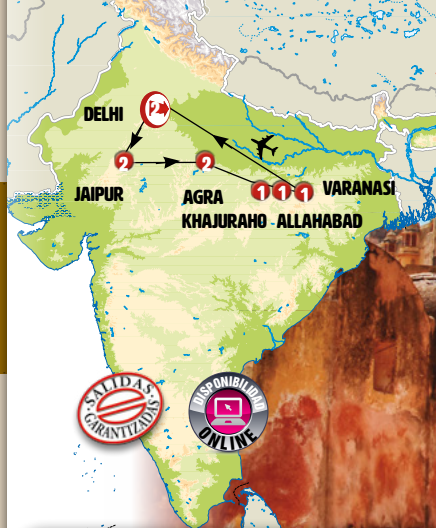 DELHI 2
2 2
JAIPUR AGRA 1 1 1 VARANASI
KHAJURAHO ALLAHABAD
SALIDAS
GARANTIZADAS
DISPONIBILIDAD
ONLINE